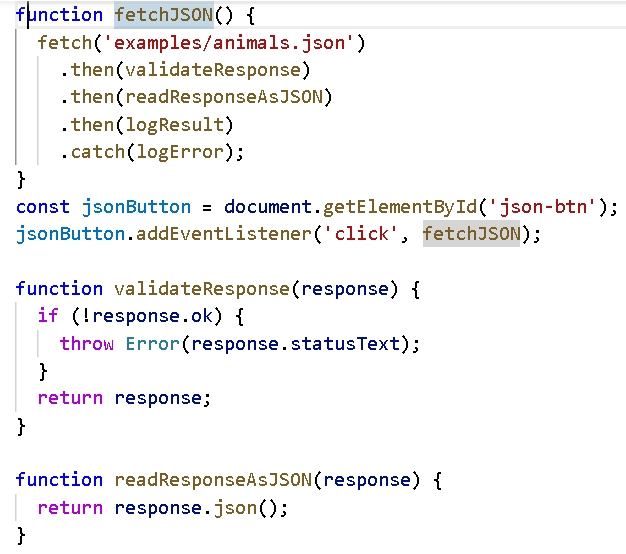 function fetchJSON() {
  fetch('examples/animals.json')
    .then(validateResponse)
    .then(readResponseAsJSON)
    .then(logResult)
    .catch(logError);
}
const jsonButton = document.getElementById('json-btn');
jsonButton.addEventListener('click', fetchJSON);

function validateResponse(response) {
  if (!response.ok) {
    throw Error(response.statusText);
  }
  return response;
}

function readResponseAsJSON(response) {
  return response.json();
}